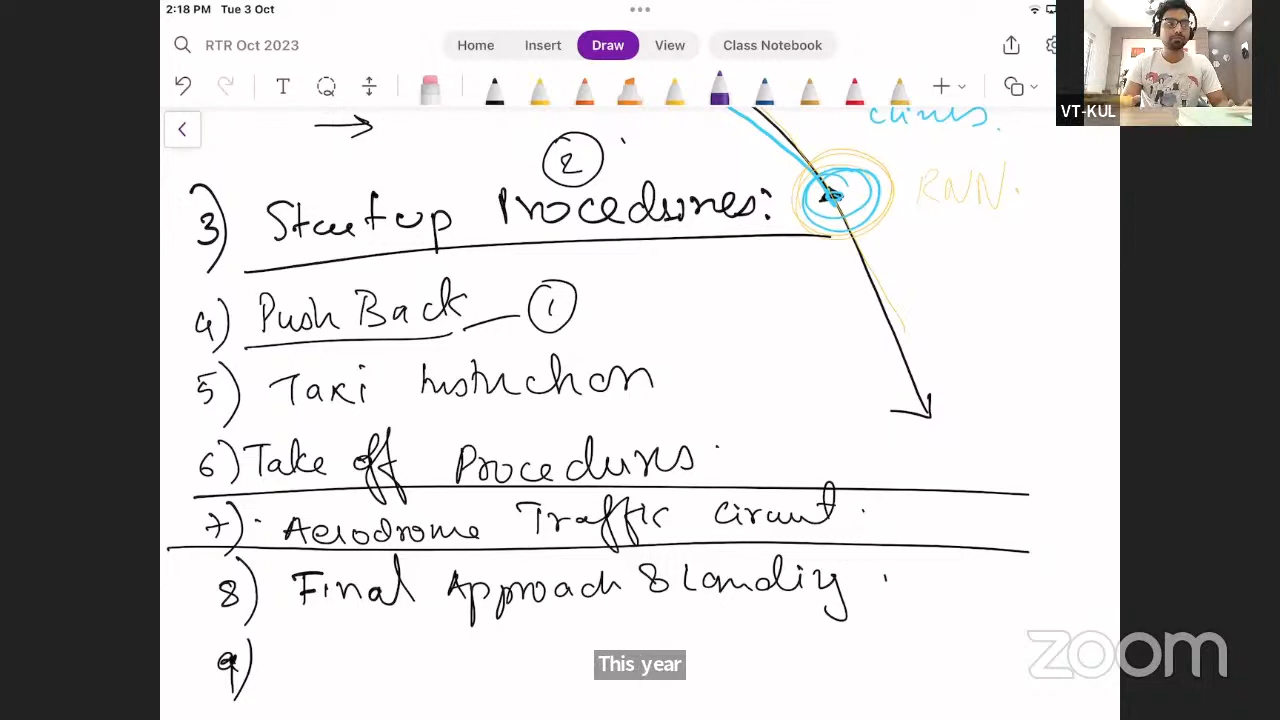 2:18 PM Tue 3 Oct
RTR Oct 2023
Home Insert Draw View Class Notebook
VT-KUL
climes.
2
RNN.
3) Startup Procedures:
4) Push Back — 1
5) Taxi Instruction
6) Take off Procedures.
7) Aerodrome Traffic Circuit.
8) Final Approach & Landing.
9)
This year
zoom